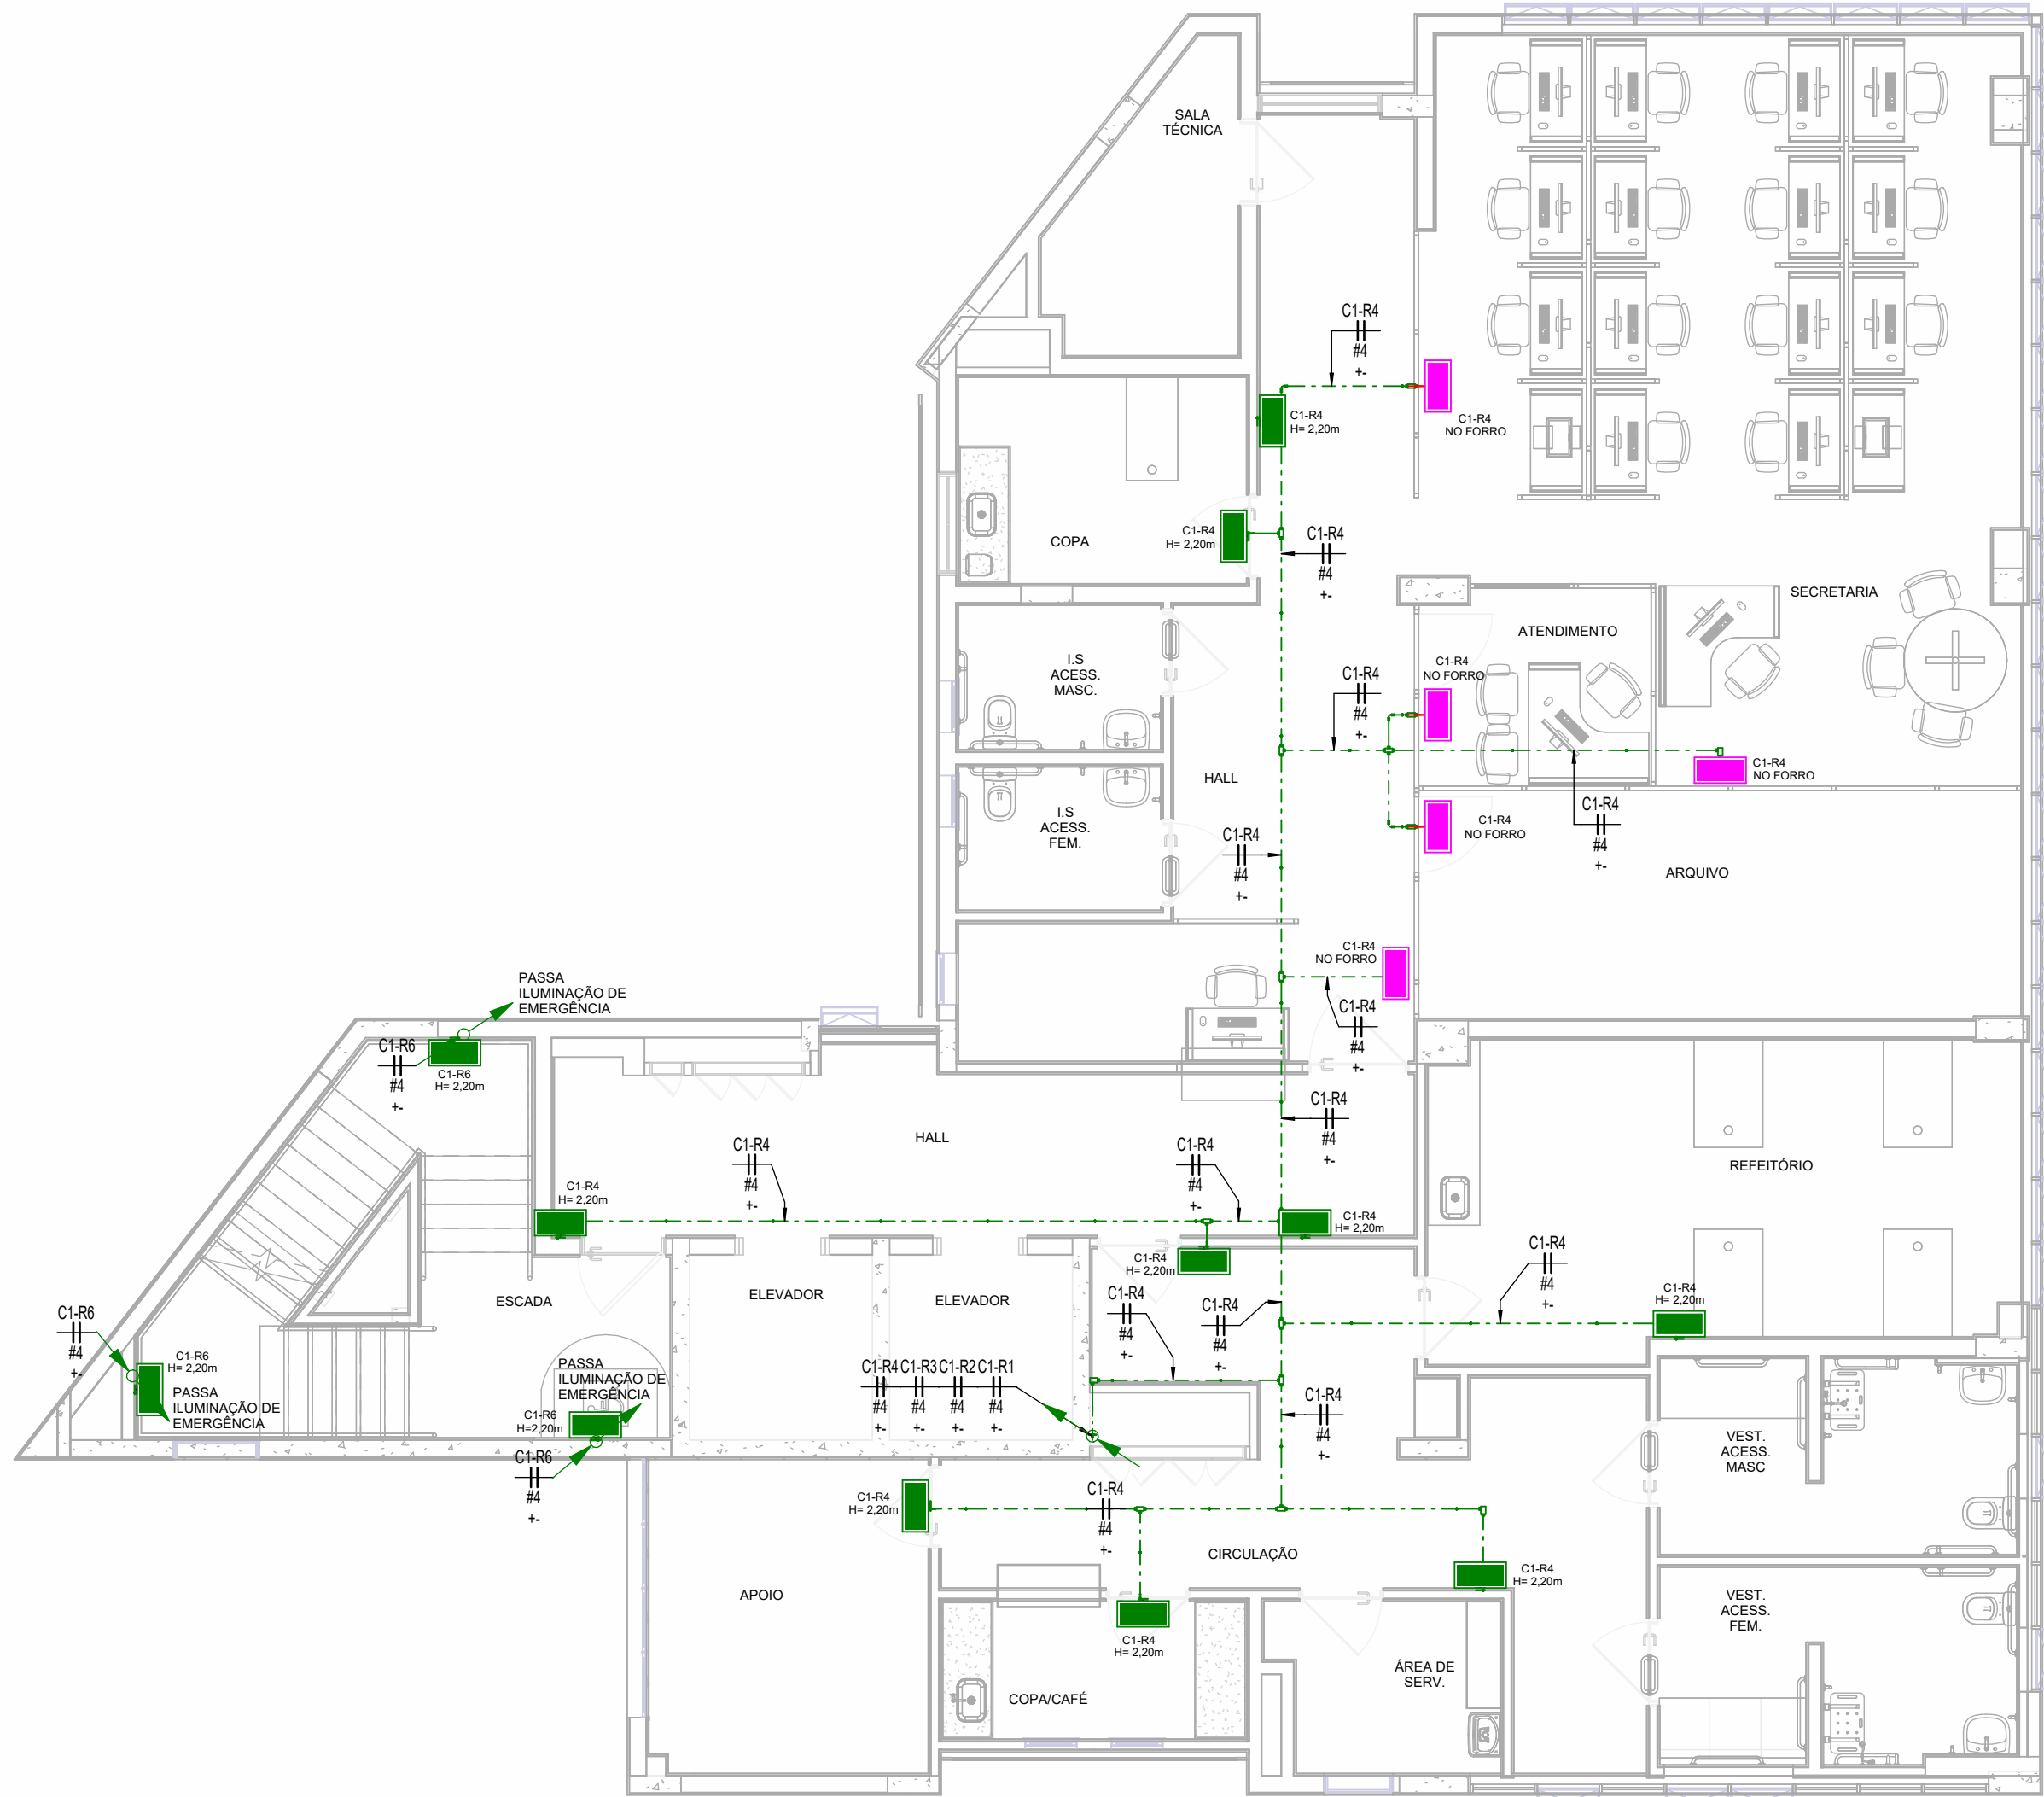 SALA
TÉCNICA
C1-R4
#4
+-
C1-R4
H= 2,20m
C1-R4
NO FORRO
C1-R4
H= 2,20m
COPA
C1-R4
#4
+-
SECRETARIA
ATENDIMENTO
I.S
ACESS.
MASC.
C1-R4
#4
+-
C1-R4
NO FORRO
HALL
C1-R4
NO FORRO
I.S
ACESS.
FEM.
C1-R4
#4
+-
C1-R4
NO FORRO
C1-R4
#4
+-
ARQUIVO
C1-R4
NO FORRO
PASSA
ILUMINAÇÃO DE
EMERGÊNCIA
C1-R4
#4
+-
C1-R6
#4
+-
C1-R6
H= 2,20m
C1-R4
#4
+-
HALL
C1-R4
#4
+-
C1-R4
#4
+-
REFEITÓRIO
C1-R4
H= 2,20m
C1-R4
H= 2,20m
C1-R4
H= 2,20m
C1-R4
#4
+-
C1-R4
H= 2,20m
ESCADA
ELEVADOR
ELEVADOR
C1-R4
#4
+-
C1-R4
#4
+-
C1-R6
#4
+-
C1-R6
H= 2,20m
PASSA
ILUMINAÇÃO DE
EMERGÊNCIA
PASSA
ILUMINAÇÃO DE
EMERGÊNCIA
C1-R6
H=2,20m
C1-R4 C1-R3 C1-R2 C1-R1
#4 #4 #4 #4
+- +- +- +-
C1-R4
#4
+-
C1-R6
#4
+-
VEST.
ACESS.
MASC
C1-R4
H= 2,20m
C1-R4
#4
+-
CIRCULAÇÃO
C1-R4
H= 2,20m
APOIO
C1-R4
H= 2,20m
VEST.
ACESS.
FEM.
COPA/CAFÉ
ÁREA DE
SERV.